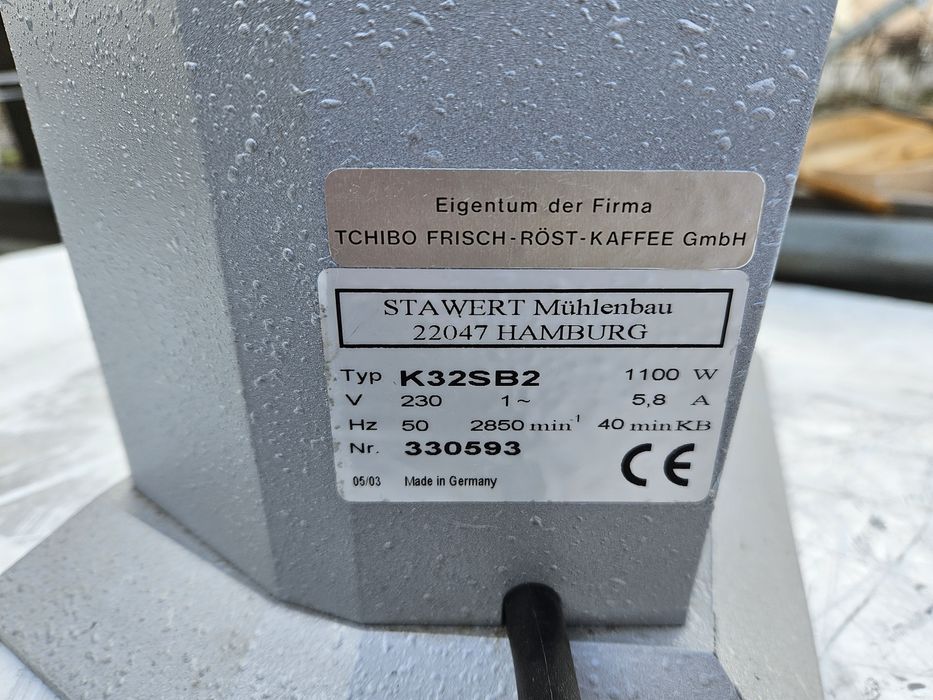 Eigentum der Firma
TCHIBO FRISCH-RÖST-KAFFEE GmbH
STAWERT Mühlenbau
22047 HAMBURG
Typ K32SB2 1100 W
V 230 1~ 5,8 A
Hz 50 2850 min⁻¹ 40 min KB
Nr. 330593
05/03 Made in Germany CE